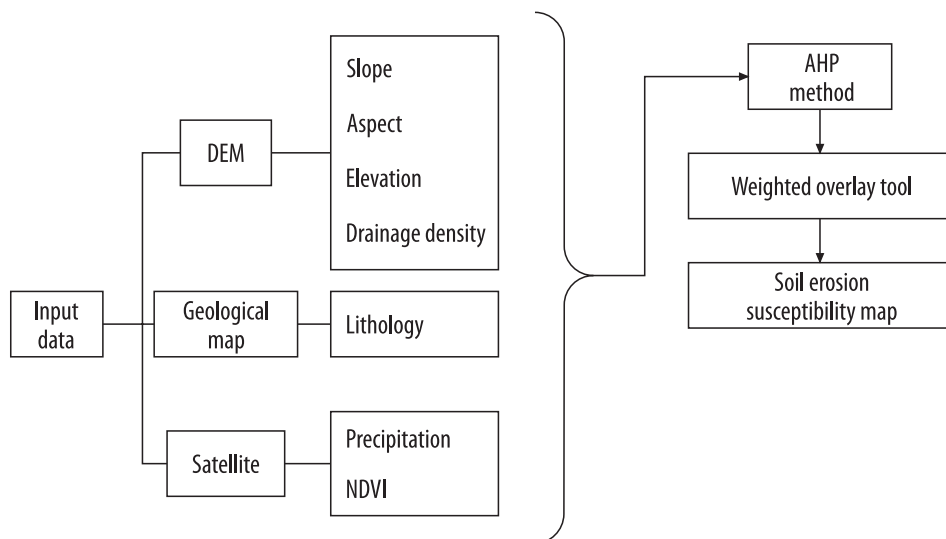 Input
data
DEM
Geological
map
Satellite
Slope
Aspect
Elevation
Drainage density
Lithology
Precipitation
NDVI
AHP
method
Weighted overlay tool
Soil erosion
susceptibility map